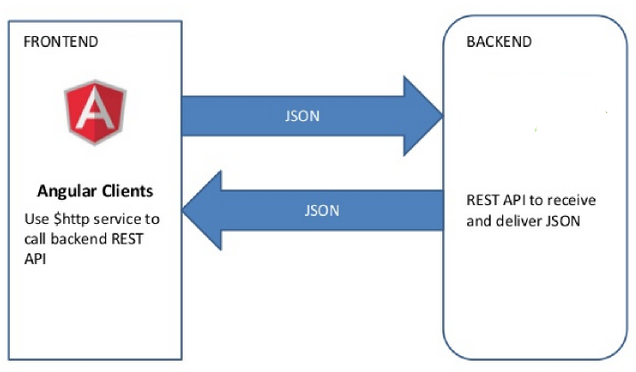 FRONTEND
A
Angular Clients
Use $http service to
call backend REST
API
JSON
JSON
BACKEND
REST API to receive
and deliver JSON